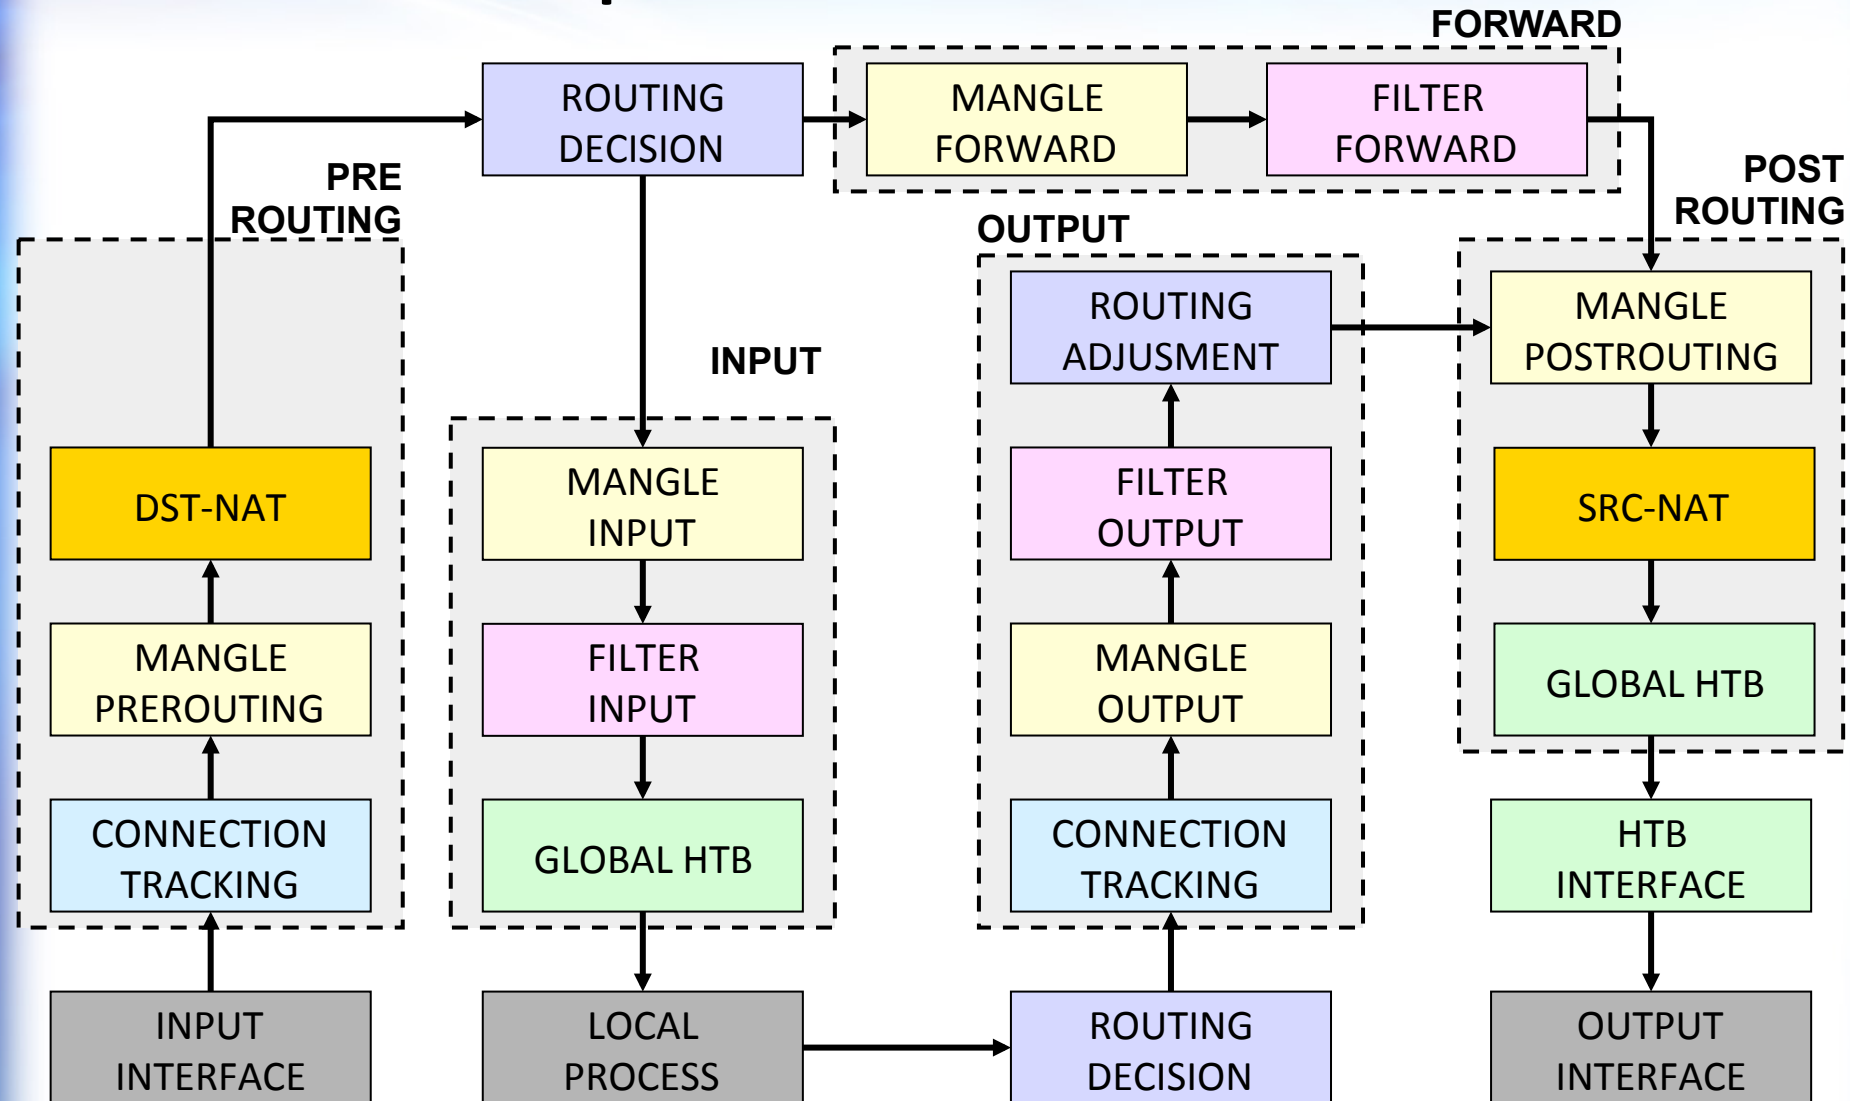 FORWARD
ROUTING
DECISION
MANGLE
FORWARD
FILTER
FORWARD
PRE
ROUTING
POST
ROUTING
OUTPUT
INPUT
ROUTING
ADJUSMENT
MANGLE
POSTROUTING
DST-NAT
MANGLE
INPUT
FILTER
OUTPUT
SRC-NAT
MANGLE
PREROUTING
FILTER
INPUT
MANGLE
OUTPUT
GLOBAL HTB
CONNECTION
TRACKING
GLOBAL HTB
CONNECTION
TRACKING
HTB
INTERFACE
INPUT
INTERFACE
LOCAL
PROCESS
ROUTING
DECISION
OUTPUT
INTERFACE